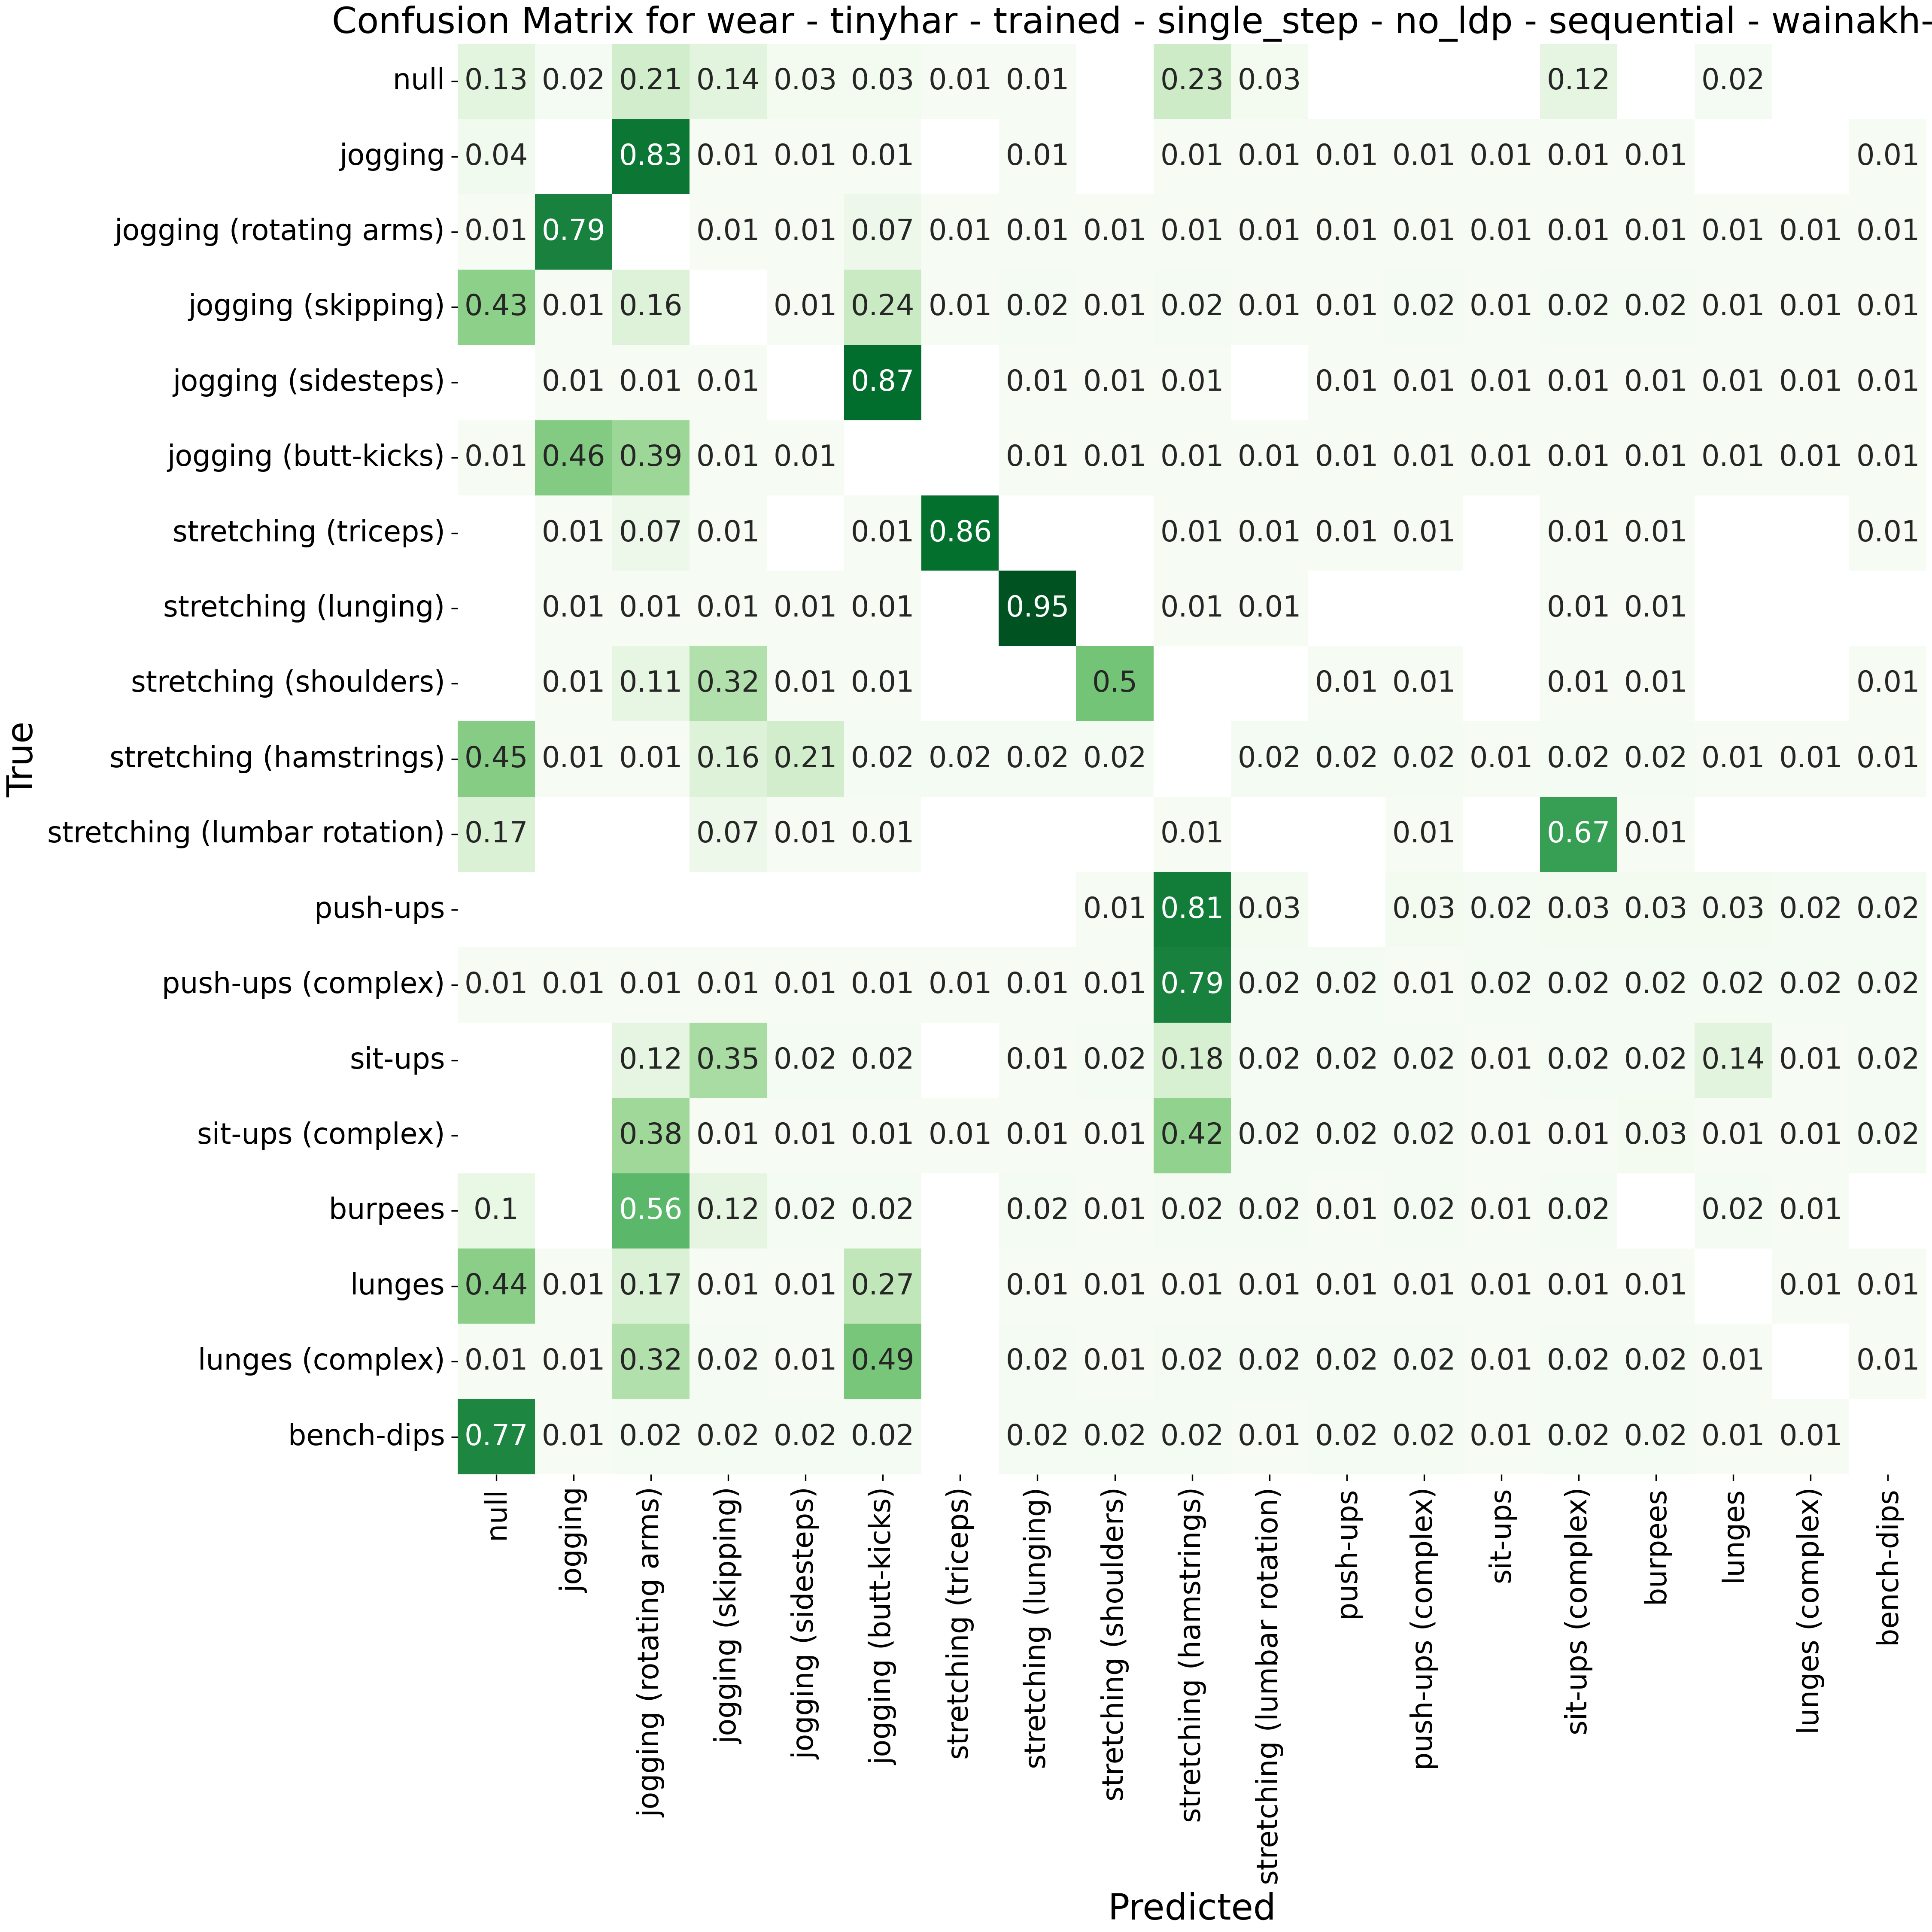 Confusion Matrix for wear - tinyhar - trained - single_step - no_ldp - sequential - wainakh-
null 0.13 0.02 0.21 0.14 0.03 0.03 0.01 0.01 0.23 0.03 0.12 0.02
jogging 0.04 0.83 0.01 0.01 0.01 0.01 0.01 0.01 0.01 0.01 0.01 0.01 0.01 0.01
jogging (rotating arms) 0.01 0.79 0.01 0.01 0.07 0.01 0.01 0.01 0.01 0.01 0.01 0.01 0.01 0.01 0.01 0.01 0.01 0.01
jogging (skipping) 0.43 0.01 0.16 0.01 0.24 0.01 0.02 0.01 0.02 0.01 0.01 0.02 0.01 0.02 0.02 0.01 0.01 0.01
jogging (sidesteps) 0.01 0.01 0.01 0.87 0.01 0.01 0.01 0.01 0.01 0.01 0.01 0.01 0.01 0.01 0.01
jogging (butt-kicks) 0.01 0.46 0.39 0.01 0.01 0.01 0.01 0.01 0.01 0.01 0.01 0.01 0.01 0.01 0.01 0.01 0.01
stretching (triceps) 0.01 0.07 0.01 0.01 0.86 0.01 0.01 0.01 0.01 0.01 0.01 0.01
stretching (lunging) 0.01 0.01 0.01 0.01 0.01 0.95 0.01 0.01 0.01 0.01
stretching (shoulders) 0.01 0.11 0.32 0.01 0.01 0.5 0.01 0.01 0.01 0.01 0.01
stretching (hamstrings) 0.45 0.01 0.01 0.16 0.21 0.02 0.02 0.02 0.02 0.02 0.02 0.02 0.01 0.02 0.02 0.01 0.01 0.01
stretching (lumbar rotation) 0.17 0.07 0.01 0.01 0.01 0.01 0.67 0.01
push-ups 0.01 0.81 0.03 0.03 0.02 0.03 0.03 0.03 0.02 0.02
push-ups (complex) 0.01 0.01 0.01 0.01 0.01 0.01 0.01 0.01 0.01 0.79 0.02 0.02 0.01 0.02 0.02 0.02 0.02 0.02 0.02
sit-ups 0.12 0.35 0.02 0.02 0.01 0.02 0.18 0.02 0.02 0.02 0.01 0.02 0.02 0.14 0.01 0.02
sit-ups (complex) 0.38 0.01 0.01 0.01 0.01 0.01 0.01 0.42 0.02 0.02 0.02 0.01 0.01 0.03 0.01 0.01 0.02
burpees 0.1 0.56 0.12 0.02 0.02 0.02 0.01 0.02 0.02 0.01 0.02 0.01 0.02 0.02 0.01
lunges 0.44 0.01 0.17 0.01 0.01 0.27 0.01 0.01 0.01 0.01 0.01 0.01 0.01 0.01 0.01 0.01 0.01
lunges (complex) 0.01 0.01 0.32 0.02 0.01 0.49 0.02 0.01 0.02 0.02 0.02 0.02 0.01 0.02 0.02 0.01 0.01
bench-dips 0.77 0.01 0.02 0.02 0.02 0.02 0.02 0.02 0.02 0.01 0.02 0.02 0.01 0.02 0.02 0.01 0.01
True
null
jogging
jogging (rotating arms)
jogging (skipping)
jogging (sidesteps)
jogging (butt-kicks)
stretching (triceps)
stretching (lunging)
stretching (shoulders)
stretching (hamstrings)
stretching (lumbar rotation)
push-ups
push-ups (complex)
sit-ups
sit-ups (complex)
burpees
lunges
lunges (complex)
bench-dips
Predicted